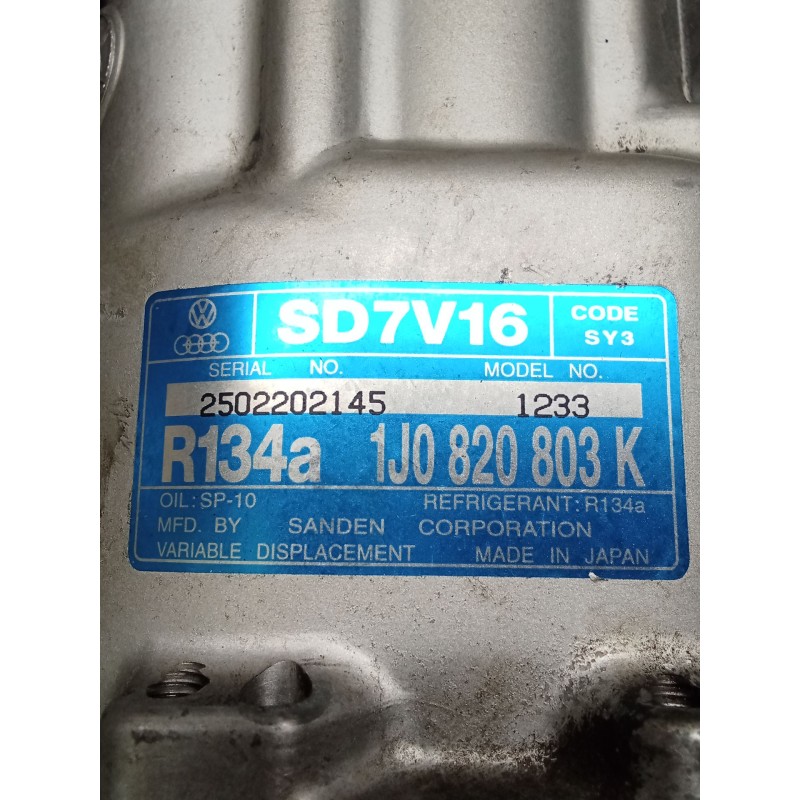 SD7V16
CODE
SY3
SERIAL NO. MODEL NO.
2502202145 1233
R134a 1J0 820 803 K
OIL: SP-10 REFRIGERANT: R134a
MFD. BY SANDEN CORPORATION
VARIABLE DISPLACEMENT MADE IN JAPAN